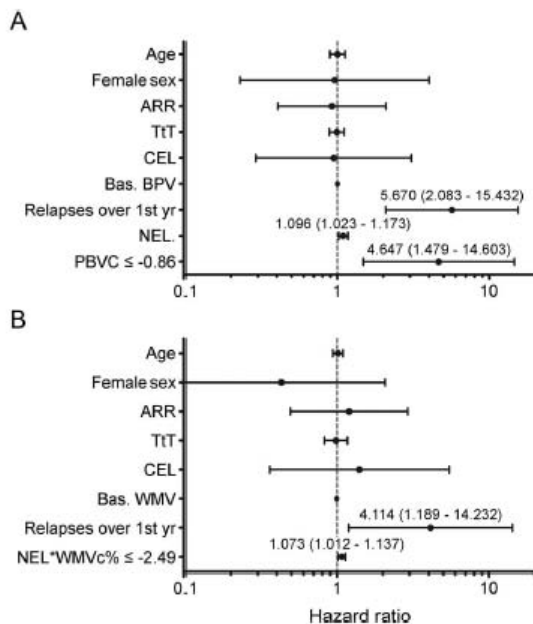 A
Age
Female sex
ARR
TtT
CEL
Bas. BPV
Relapses over 1st yr
5.670 (2.083 - 15.432)
NEL.
1.096 (1.023 - 1.173)
PBVC ≤ -0.86
4.647 (1.479 - 14.603)
0.1 1 10
B
Age
Female sex
ARR
TtT
CEL
Bas. WMV
Relapses over 1st yr
4.114 (1.189 - 14.232)
NEL*WMVc% ≤ -2.49
1.073 (1.012 - 1.137)
0.1 1 10
Hazard ratio